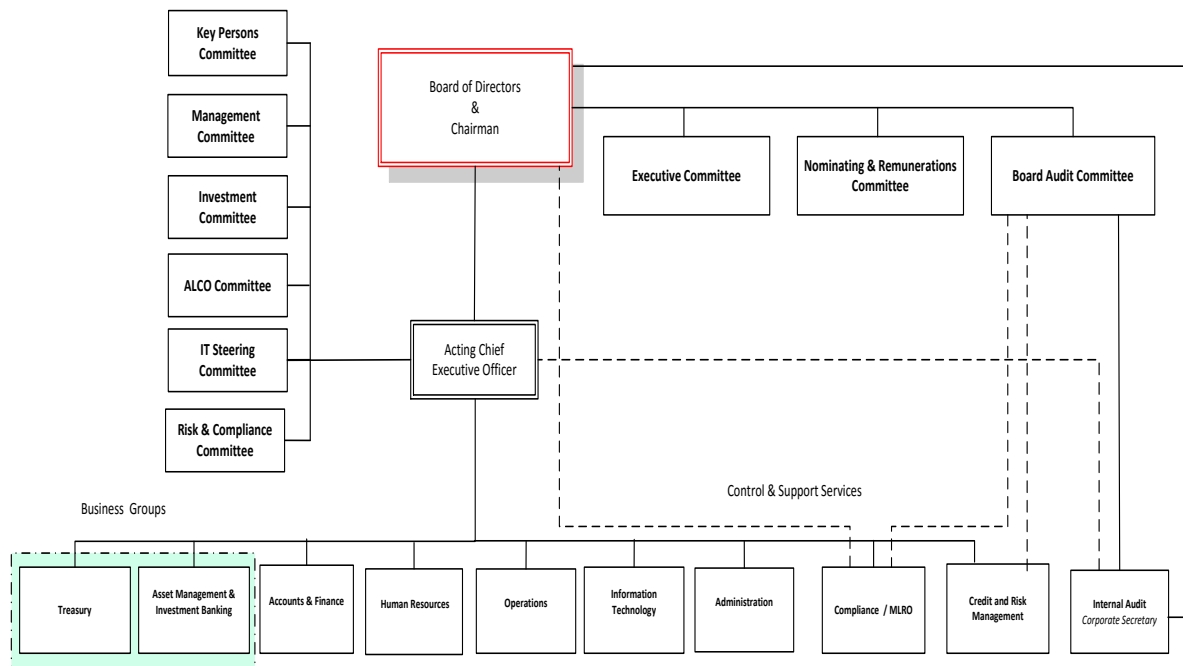 Key Persons
Committee
Management
Committee
Investment
Committee
ALCO Committee
IT Steering
Committee
Risk & Compliance
Committee
Board of Directors
&
Chairman
Executive Committee
Nominating & Remunerations
Committee
Board Audit Committee
Acting Chief
Executive Officer
Business Groups
Control & Support Services
Treasury
Asset Management &
Investment Banking
Accounts & Finance
Human Resources
Operations
Information
Technology
Administration
Compliance / MLRO
Credit and Risk
Management
Internal Audit
Corporate Secretary